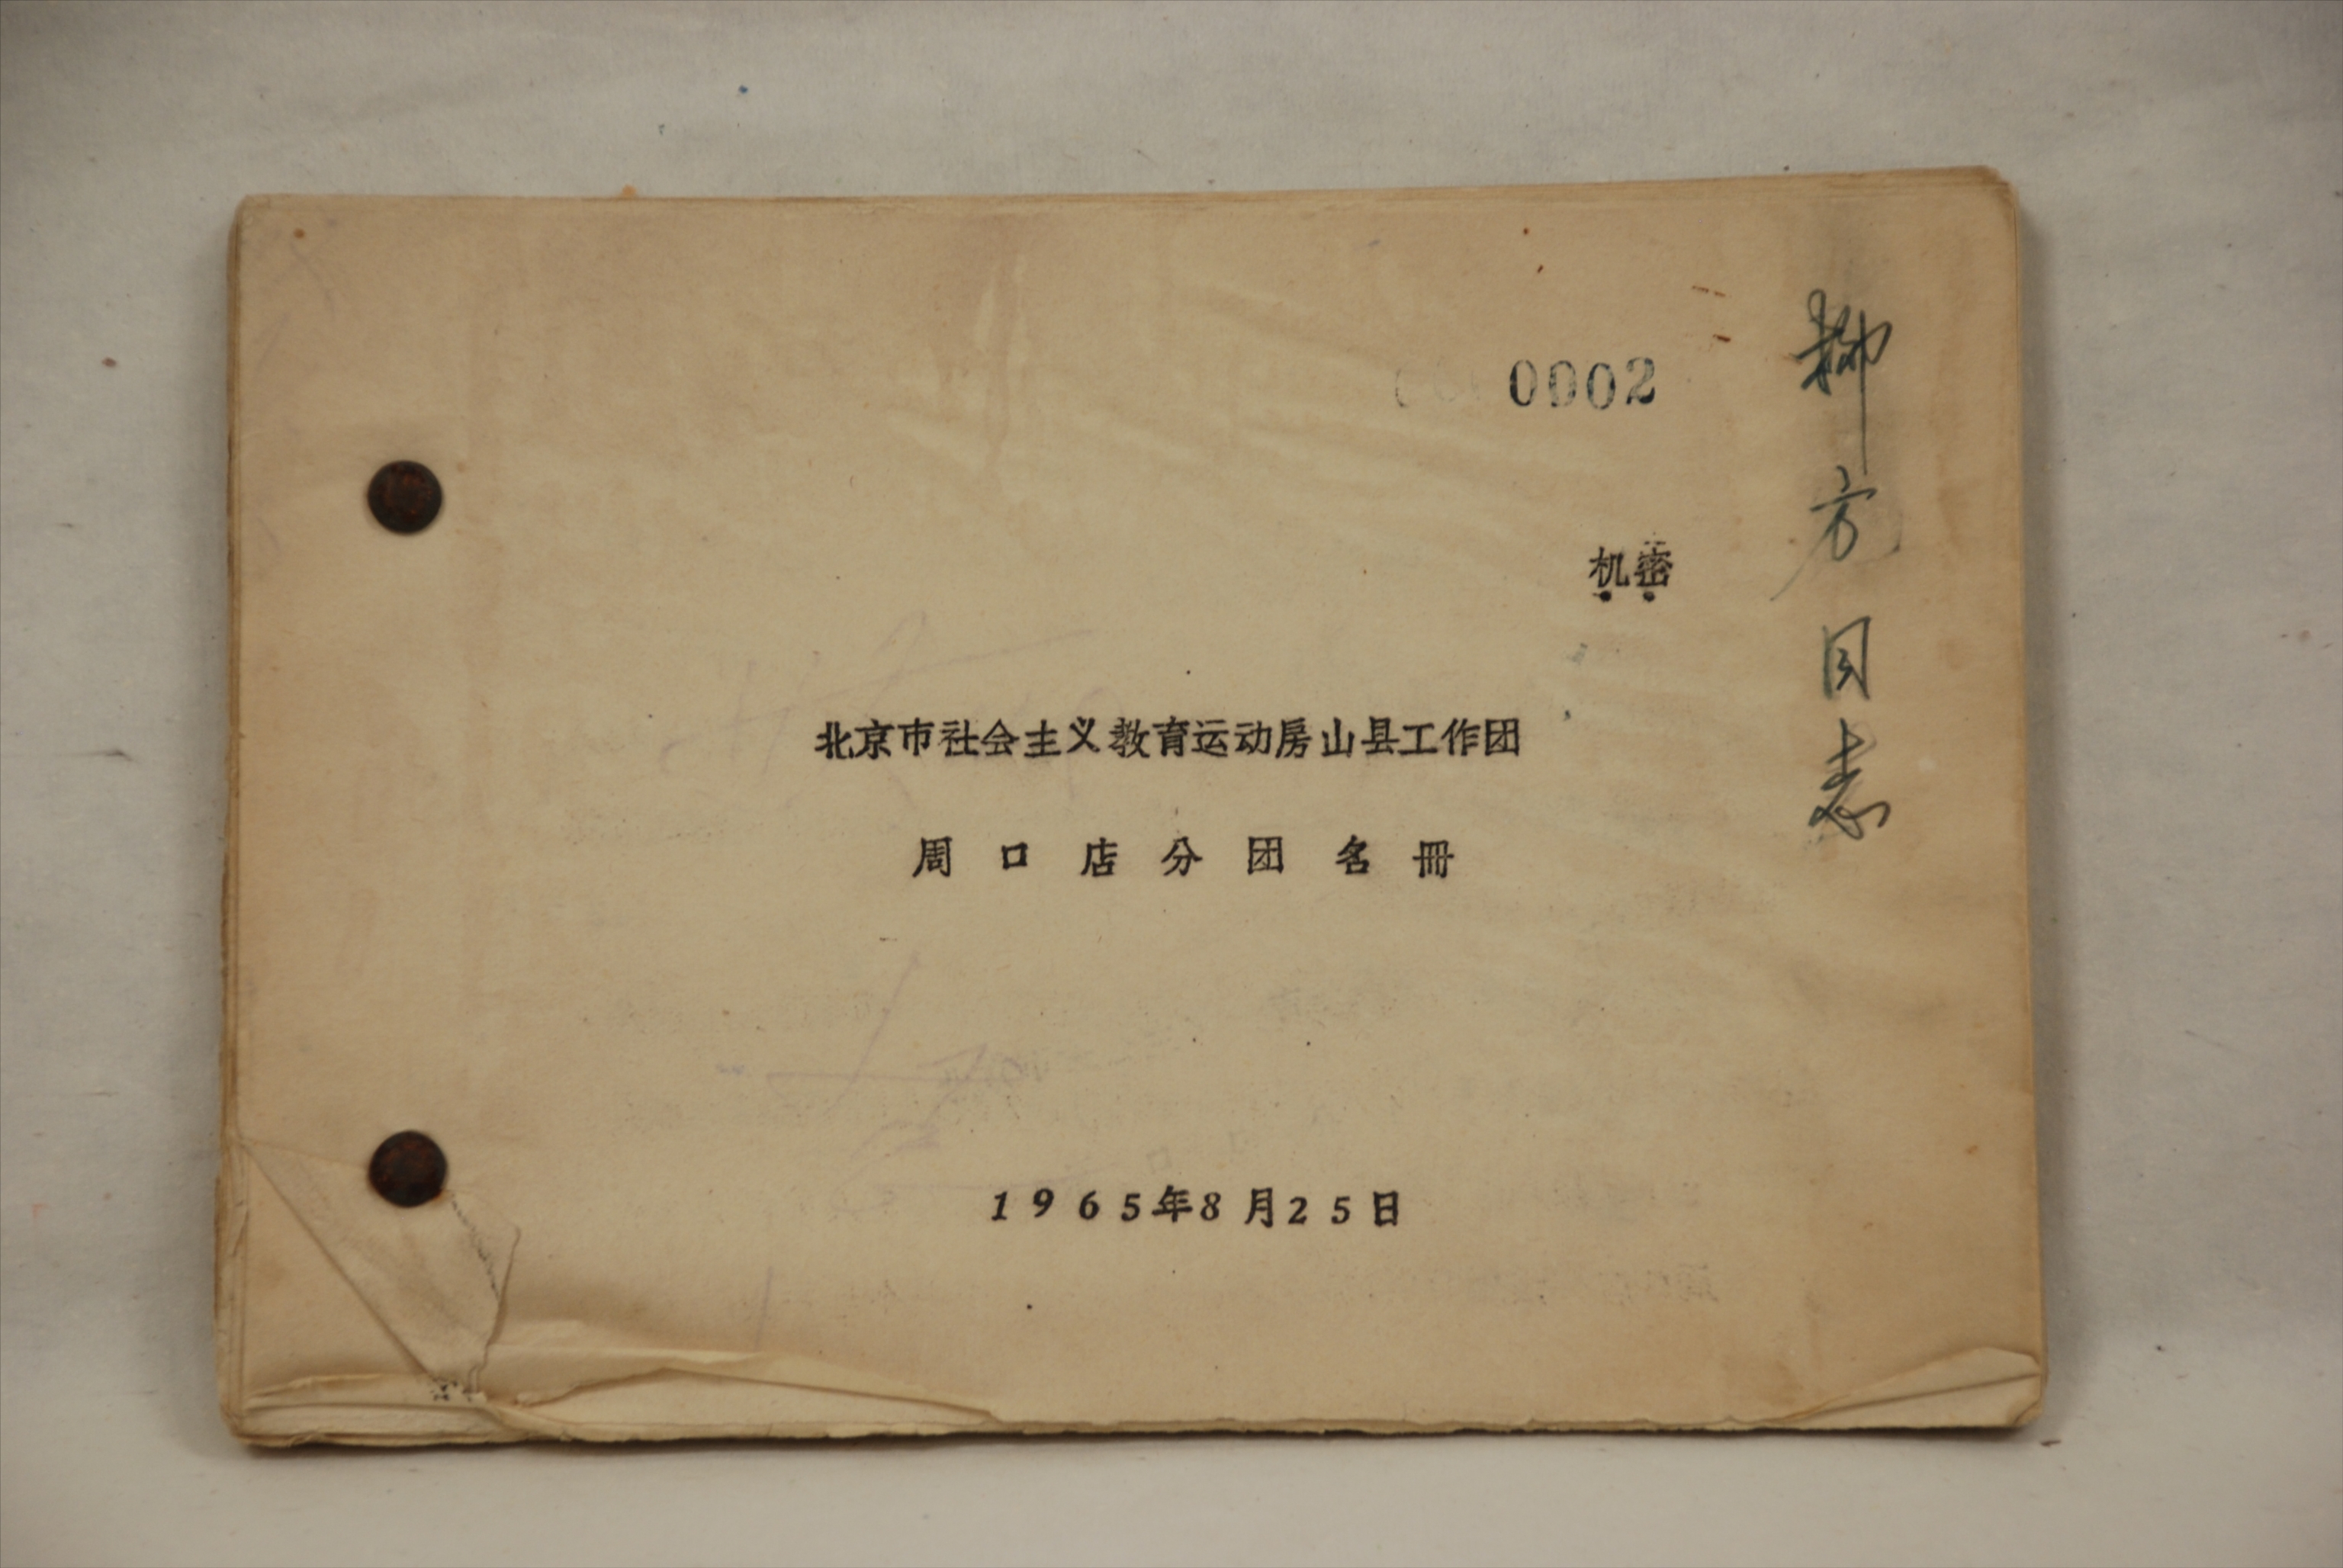 0002
机密
北京市社会主义教育运动房山县工作团
周口店分团名册
1965年8月25日
柳方同志